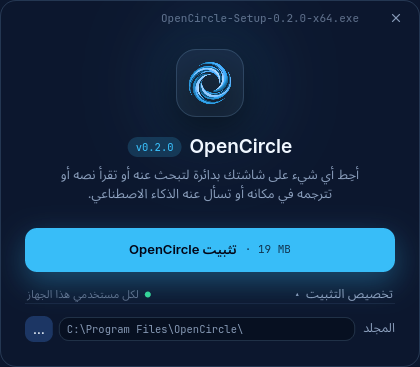 OpenCircle-Setup-0.2.0-x64.exe
OpenCircle v0.2.0
أحِط أي شيء على شاشتك بدائرة لتبحث عنه أو تقرأ نصه أو
تترجمه في مكانه أو تسأل عنه الذكاء الاصطناعي.
تثبيت OpenCircle · 19 MB
تخصيص التثبيت
لكل مستخدمي هذا الجهاز
المجلد
C:\Program Files\OpenCircle\
...